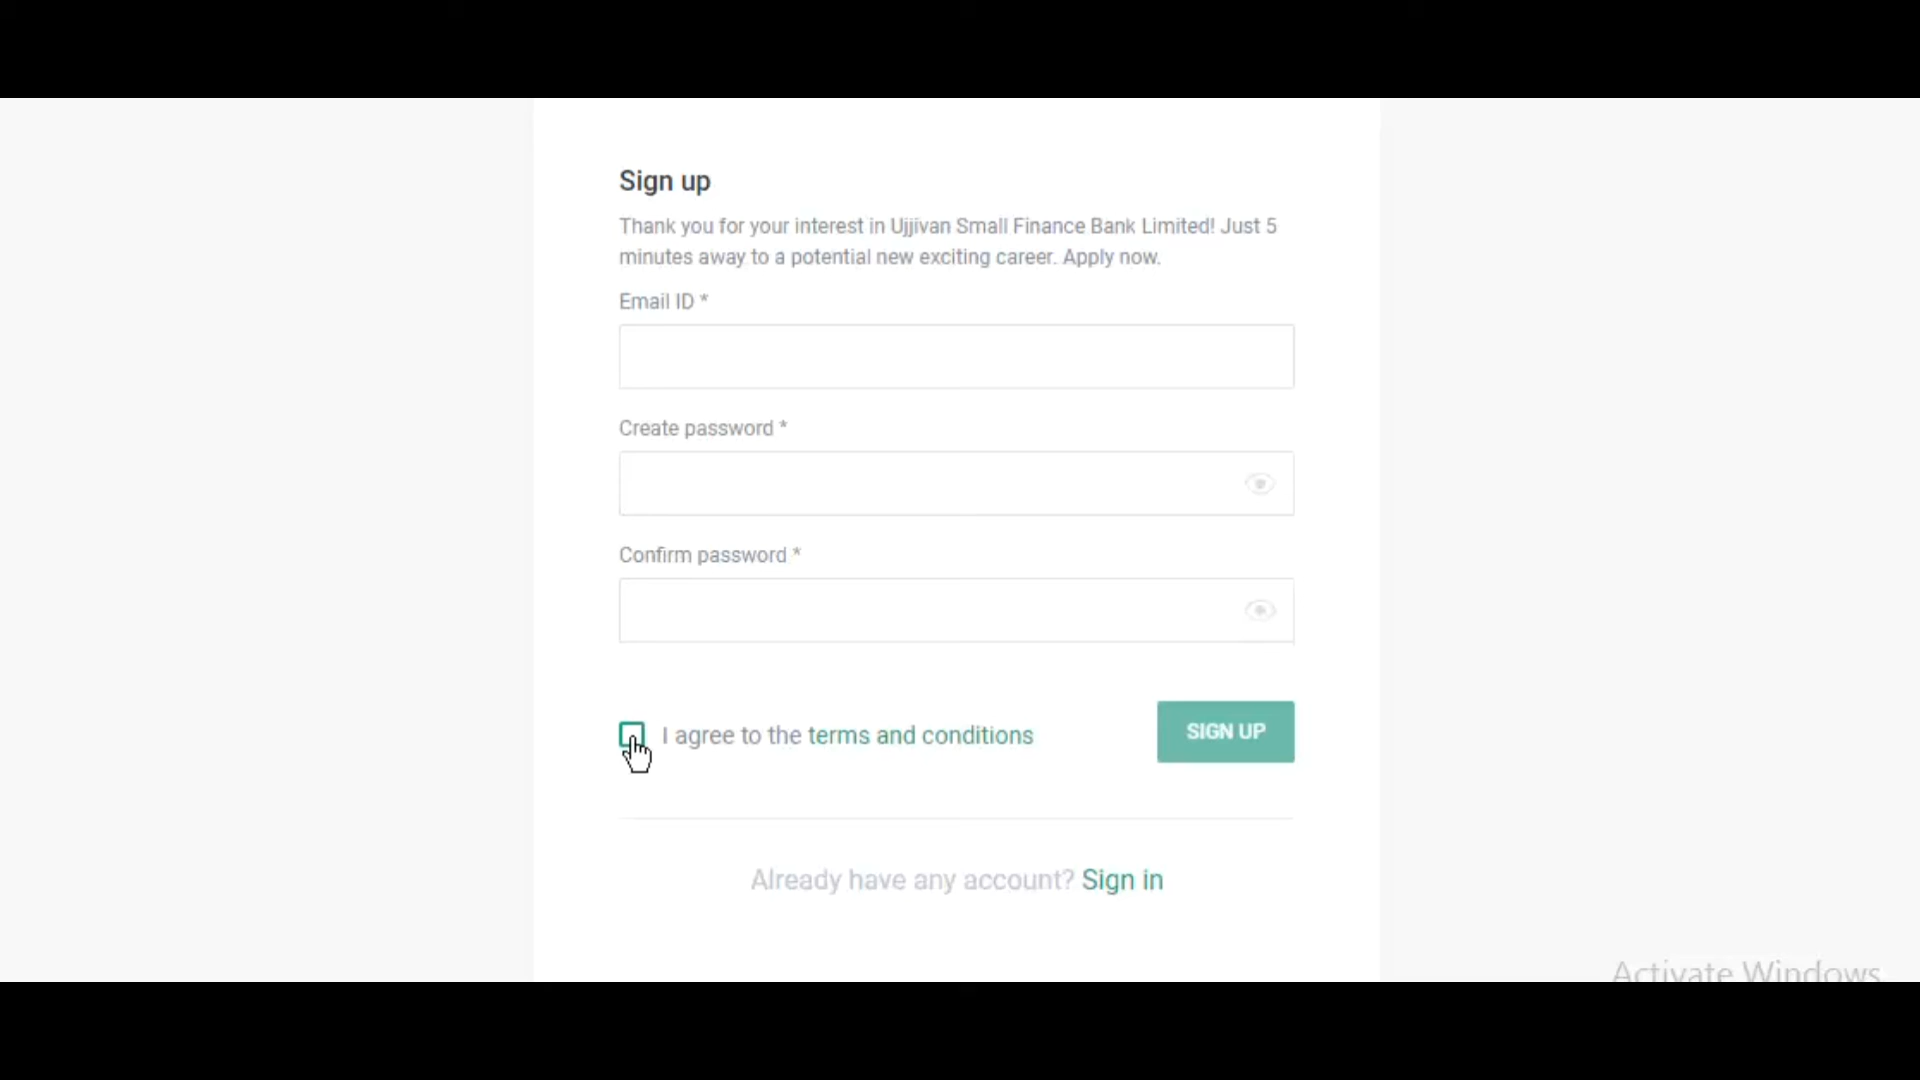 Sign up
Thank you for your interest in Ujjivan Small Finance Bank Limited! Just 5
minutes away to a potential new exciting career. Apply now.
Email ID *
Create password *
Confirm password *
I agree to the terms and conditions
SIGN UP
Already have any account? Sign in
Activate Windows